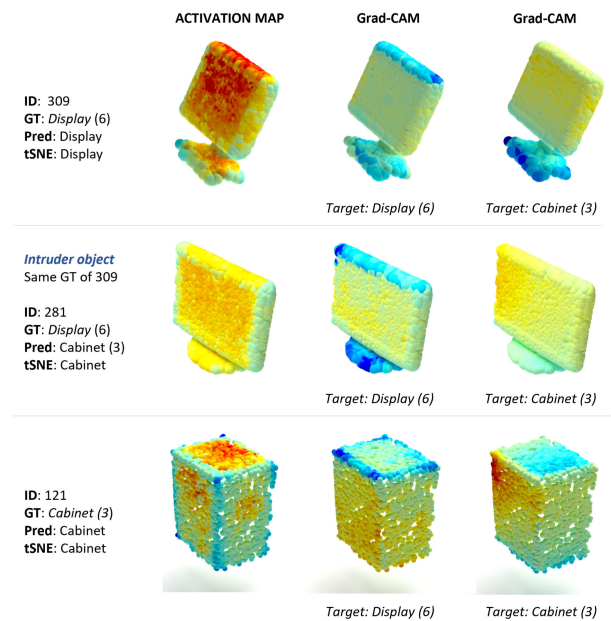 ACTIVATION MAP Grad-CAM Grad-CAM
ID: 309
GT: Display (6)
Pred: Display
tSNE: Display
Target: Display (6) Target: Cabinet (3)
Intruder object
Same GT of 309
ID: 281
GT: Display (6)
Pred: Cabinet (3)
tSNE: Cabinet
Target: Display (6) Target: Cabinet (3)
ID: 121
GT: Cabinet (3)
Pred: Cabinet
tSNE: Cabinet
Target: Display (6) Target: Cabinet (3)